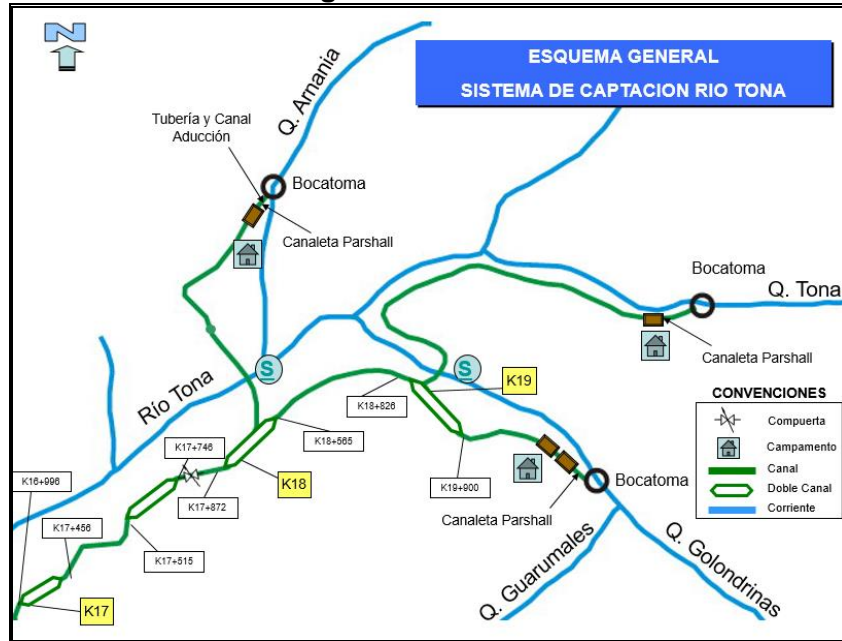 ESQUEMA GENERAL
SISTEMA DE CAPTACION RIO TONA
N
Q. Arnania
Tubería y Canal
Aducción
Bocatoma
Canaleta Parshall
Bocatoma
Q. Tona
Canaleta Parshall
S
S
Río Tona
K19
K18+826
K18+565
K17+746
K16+996
K18
K17+872
K19+900
K17+456
K17+515
K17
Bocatoma
Canaleta Parshall
Q. Guarumales
Q. Golondrinas
CONVENCIONES
Compuerta
Campamento
Canal
Doble Canal
Corriente